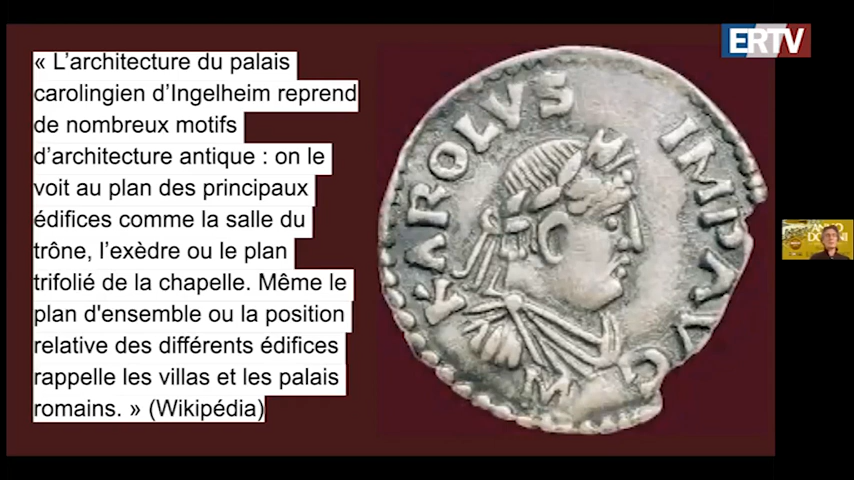 « L'architecture du palais
carolingien d'Ingelheim reprend
de nombreux motifs
d'architecture antique : on le
voit au plan des principaux
édifices comme la salle du
trône, l'exèdre ou le plan
trifolié de la chapelle. Même le
plan d'ensemble ou la position
relative des différents édifices
rappelle les villas et les palais
romains. » (Wikipédia)
KAROLVS IMP AVG
M
ERTV